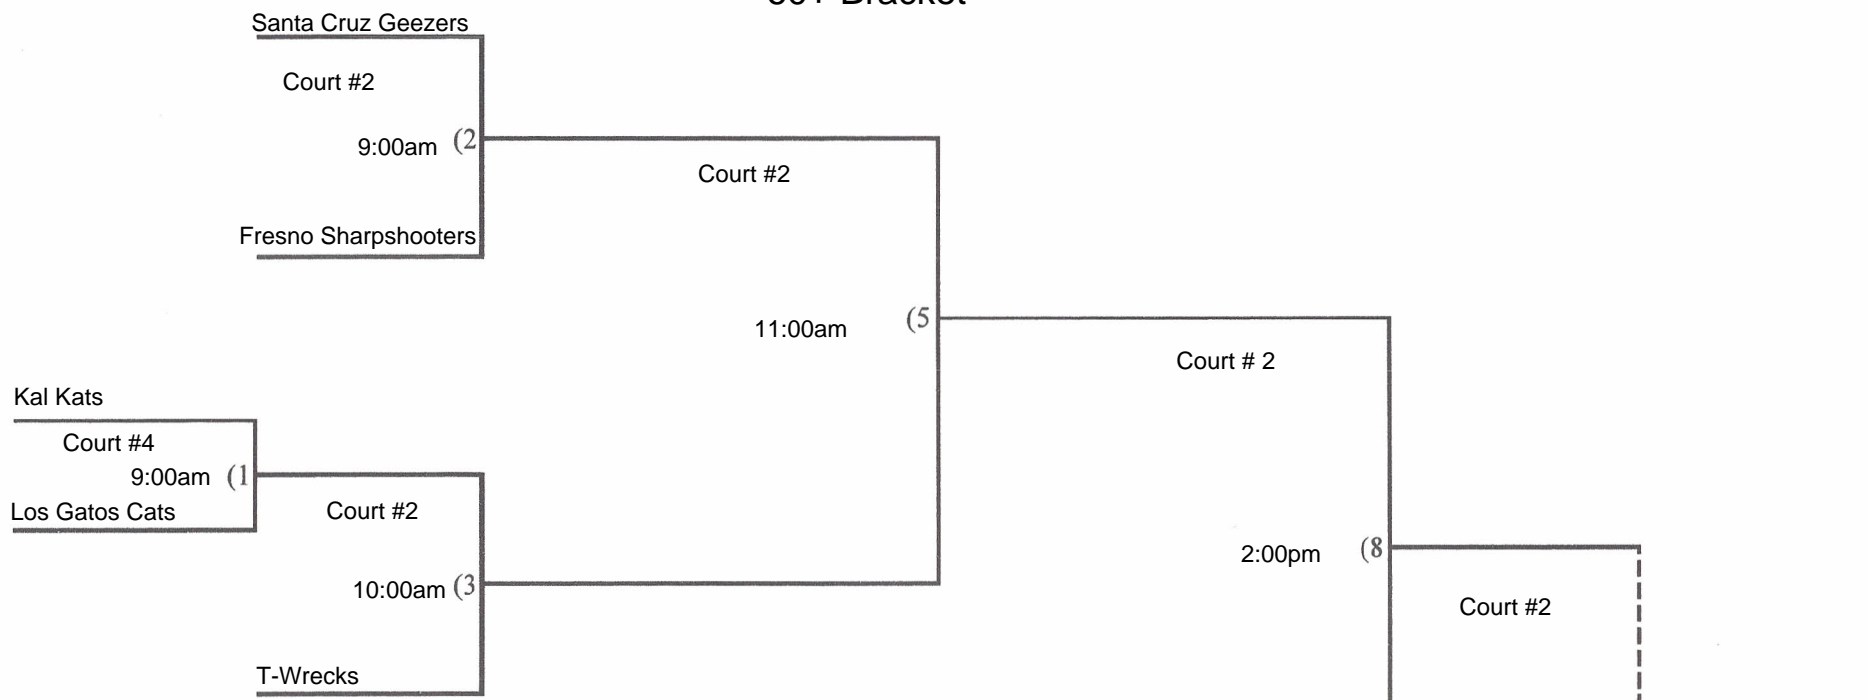 Bracket
Santa Cruz Geezers
Court #2
9:00am (2
Court #2
Fresno Sharpshooters
11:00am (5
Court # 2
Kal Kats
Court #4
9:00am (1
Los Gatos Cats
Court #2
2:00pm (8
10:00am (3
Court #2
T-Wrecks